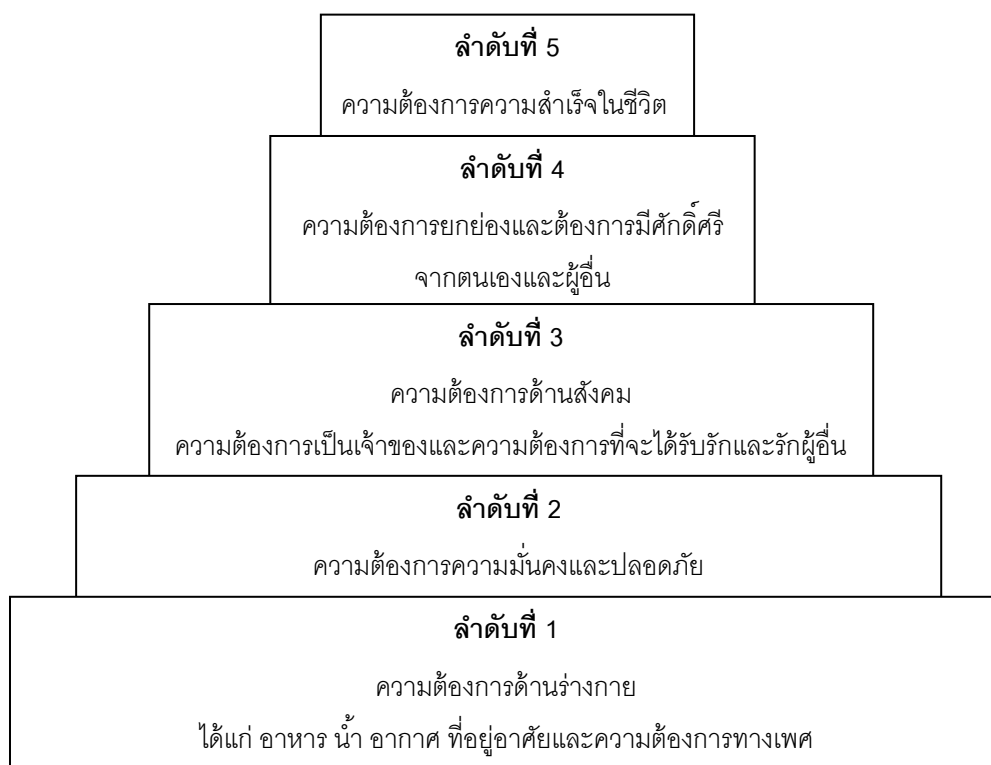 ลำดับที่ 5
ความต้องการความสำเร็จในชีวิต
ลำดับที่ 4
ความต้องการยกย่องและต้องการมีศักดิ์ศรี
จากตนเองและผู้อื่น
ลำดับที่ 3
ความต้องการด้านสังคม
ความต้องการเป็นเจ้าของและความต้องการที่จะได้รับรักและรักผู้อื่น
ลำดับที่ 2
ความต้องการความมั่นคงและปลอดภัย
ลำดับที่ 1
ความต้องการด้านร่างกาย
ได้แก่ อาหาร น้ำ อากาศ ที่อยู่อาศัยและความต้องการทางเพศ